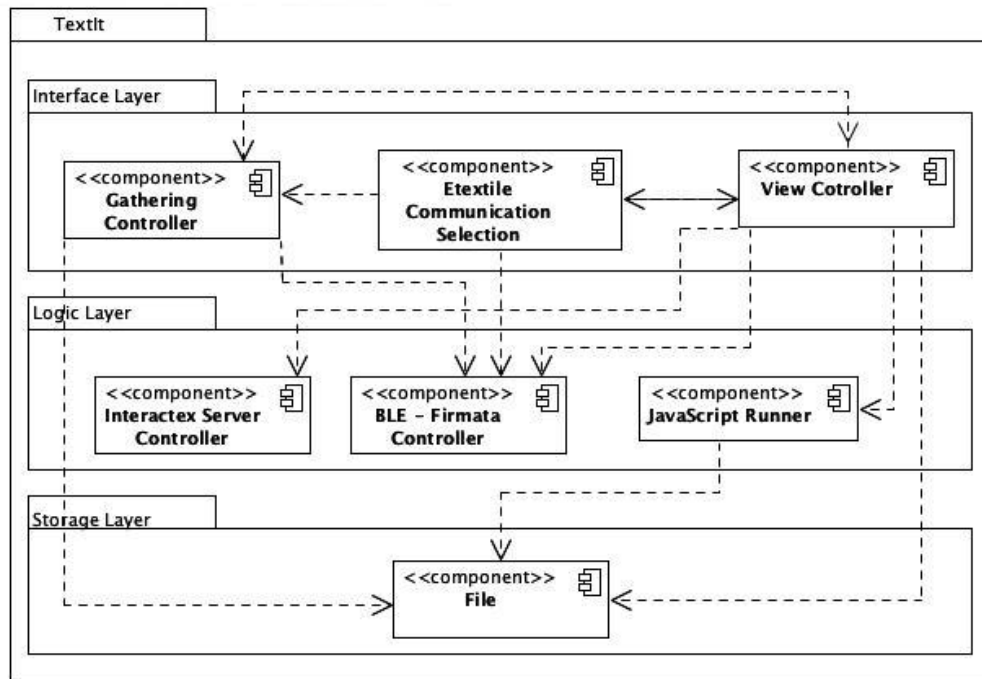 TextIt
Interface Layer
<<component>>
Gathering
Controller
<<component>>
Etextile
Communication
Selection
<<component>>
View Cotroller
Logic Layer
<<component>>
Interactex Server
Controller
<<component>>
BLE – Firmata
Controller
<<component>>
JavaScript Runner
Storage Layer
<<component>>
File